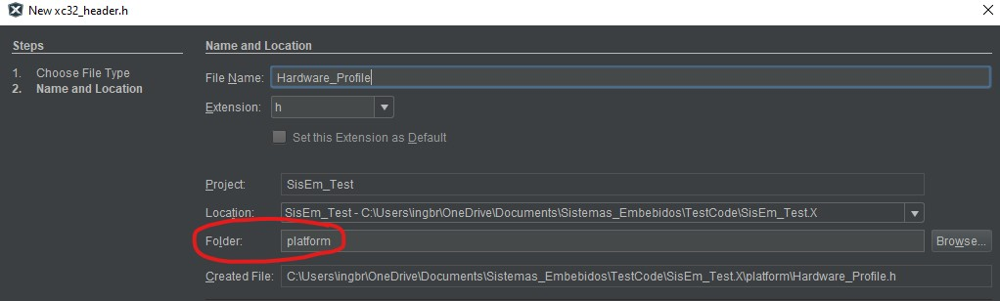 New xc32_header.h
Steps
1. Choose File Type
2. Name and Location
Name and Location
File Name: Hardware_Profile
Extension: h
Set this Extension as Default
Project: SisEm_Test
Location: SisEm_Test - C:\Users\ingbr\OneDrive\Documents\Sistemas_Embebidos\TestCode\SisEm_Test.X
Folder: platform Browse...
Created File: C:\Users\ingbr\OneDrive\Documents\Sistemas_Embebidos\TestCode\SisEm_Test.X\platform\Hardware_Profile.h